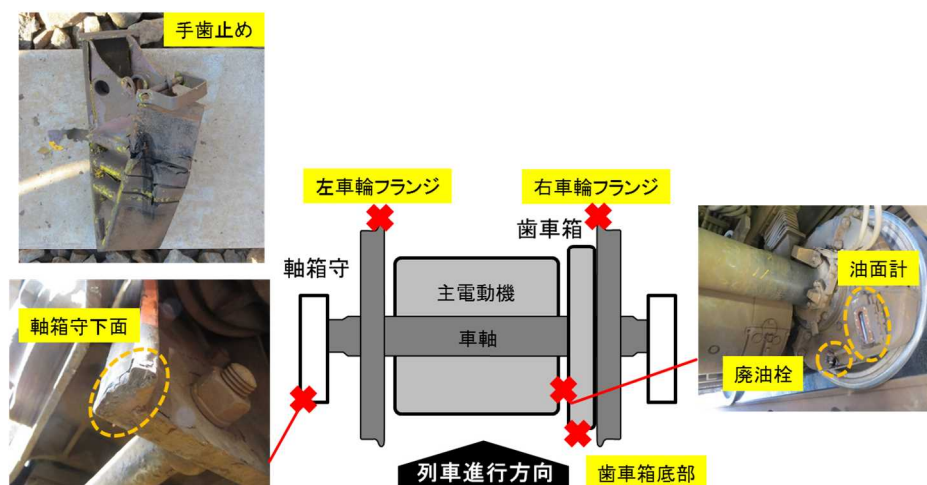 手歯止め
左車輪フランジ
右車輪フランジ
歯車箱
軸箱守
主電動機
油面計
軸箱守下面
車軸
廃油栓
列車進行方向
歯車箱底部